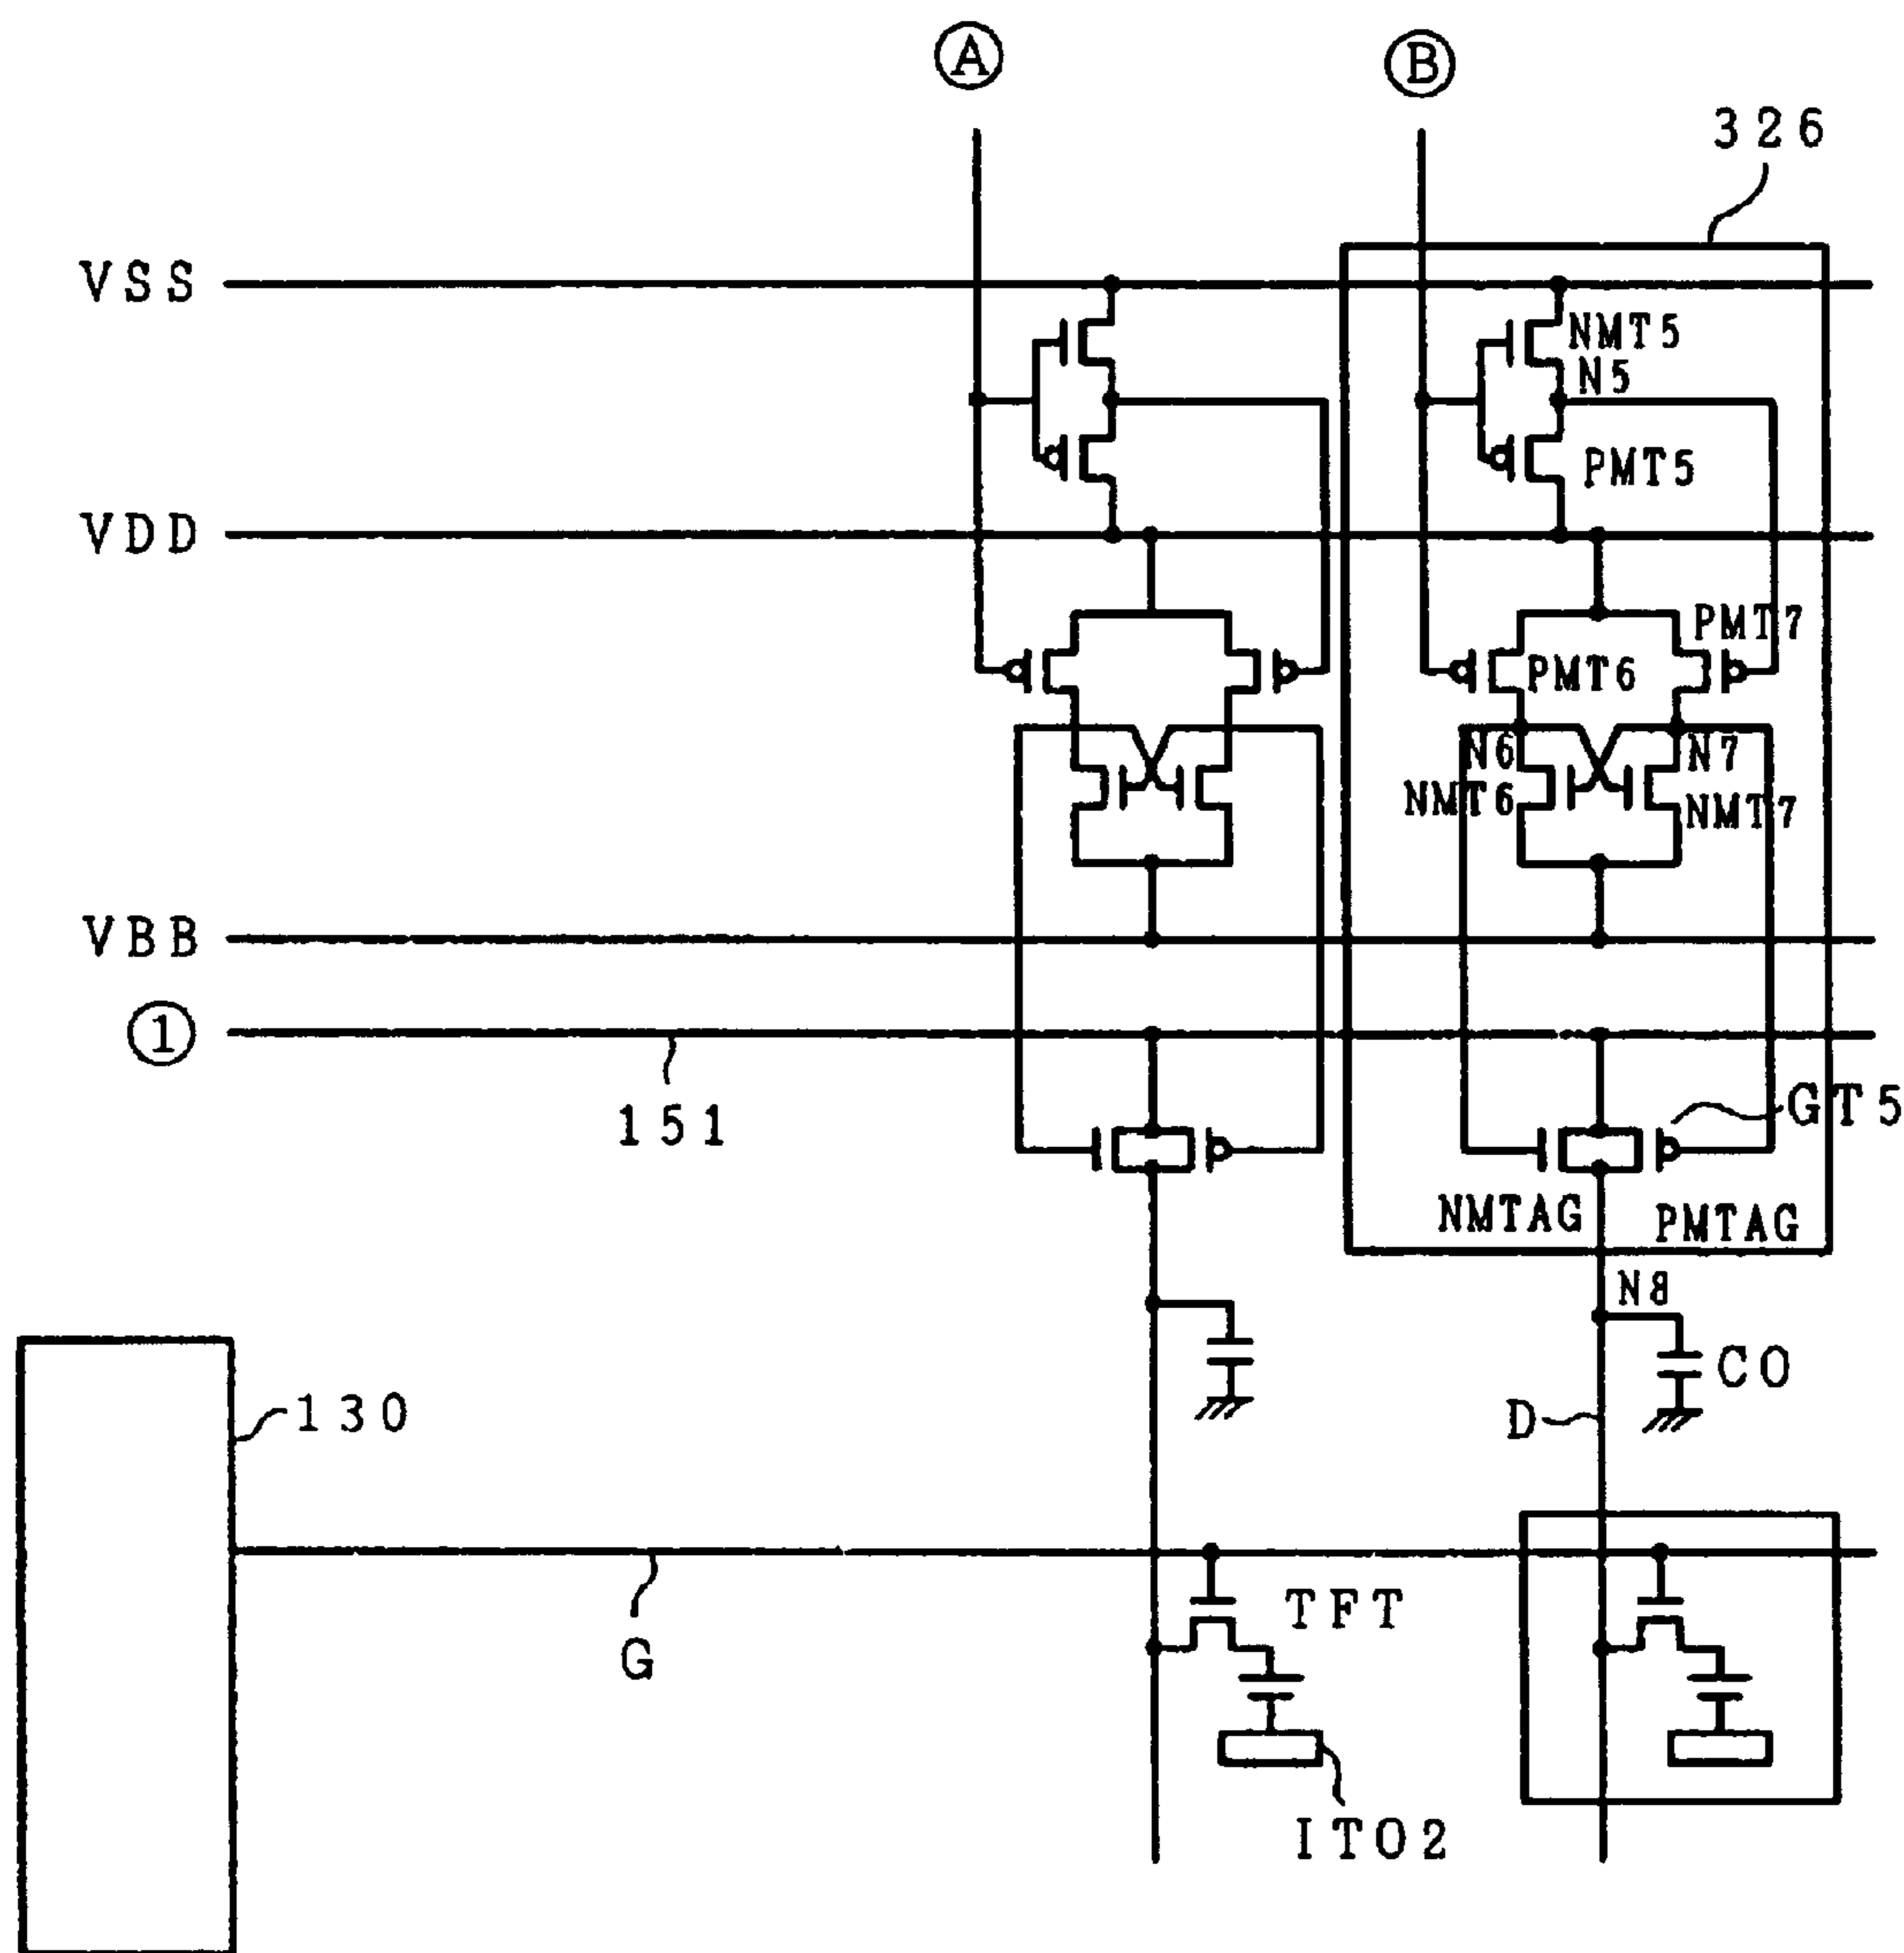 A
B
326
VSS
NMT5
N5
PMT5
VDD
PMT7
PMT6
N6
N7
NMT6
NMT7
VBB
1
151
GT5
NMTAG
PMTAG
N8
CO
130
D
TFT
G
ITO2